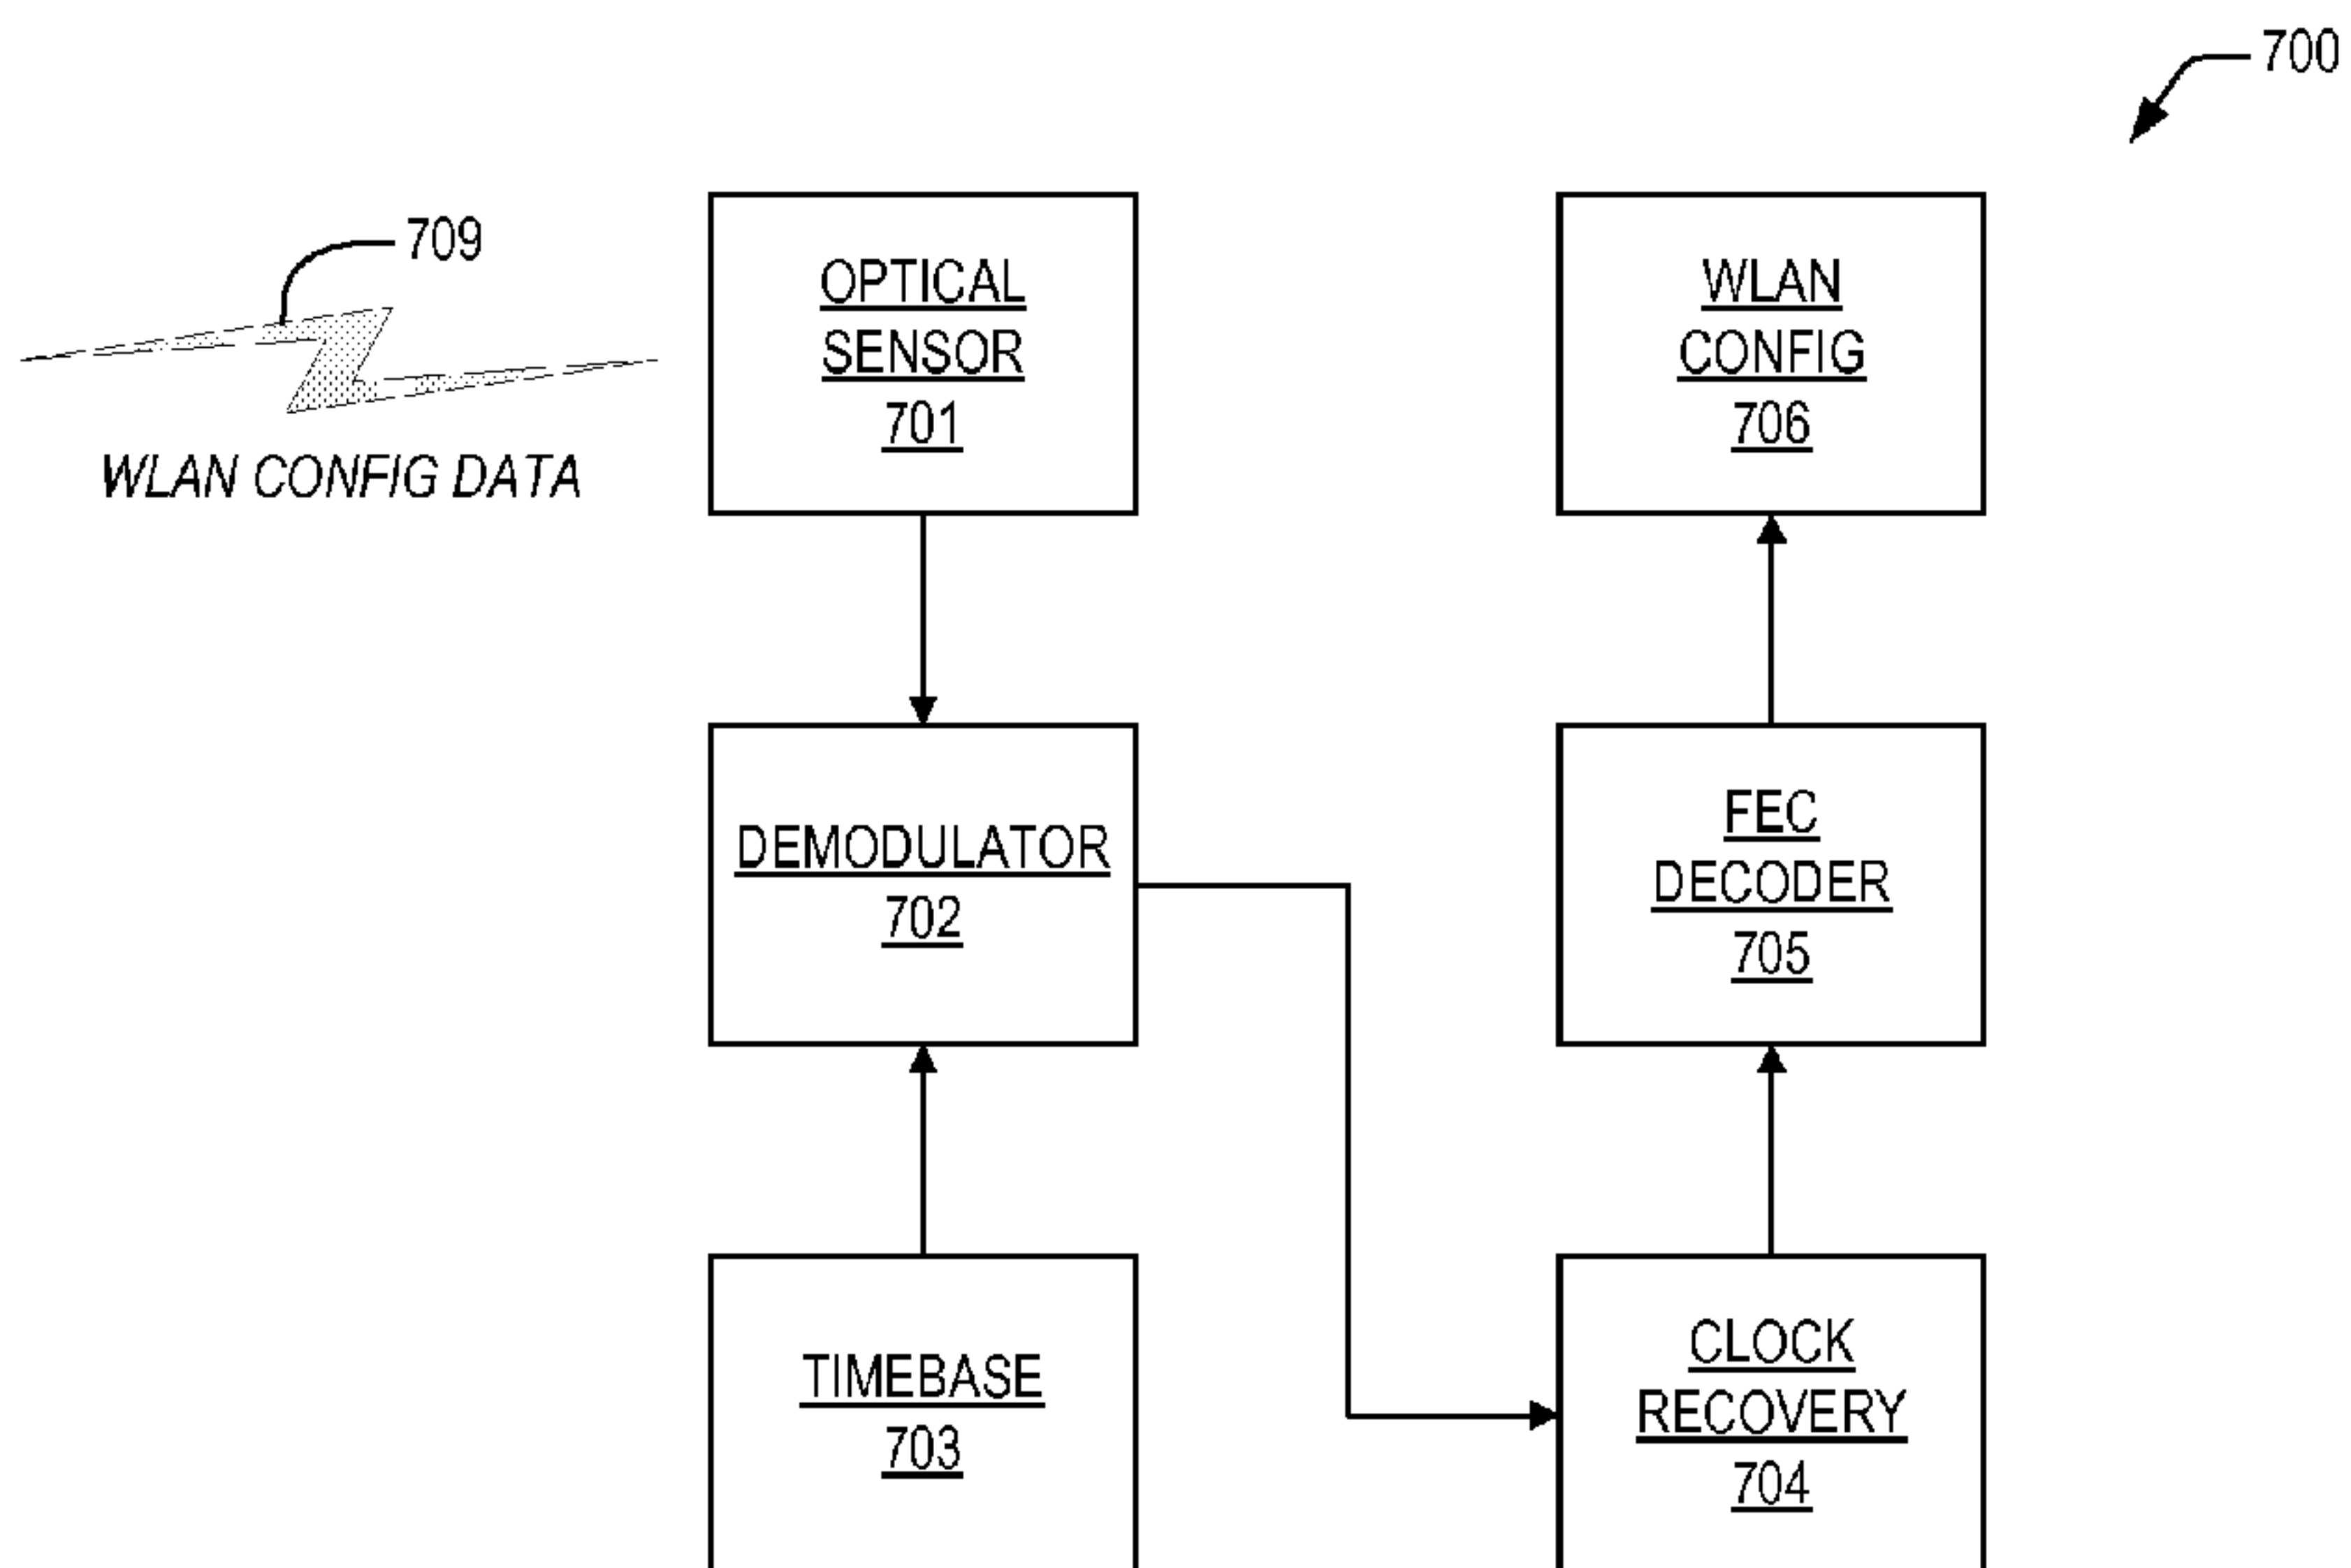 700
709
WLAN CONFIG DATA
OPTICAL
SENSOR
701
WLAN
CONFIG
706
DEMODULATOR
702
FEC
DECODER
705
TIMEBASE
703
CLOCK
RECOVERY
704